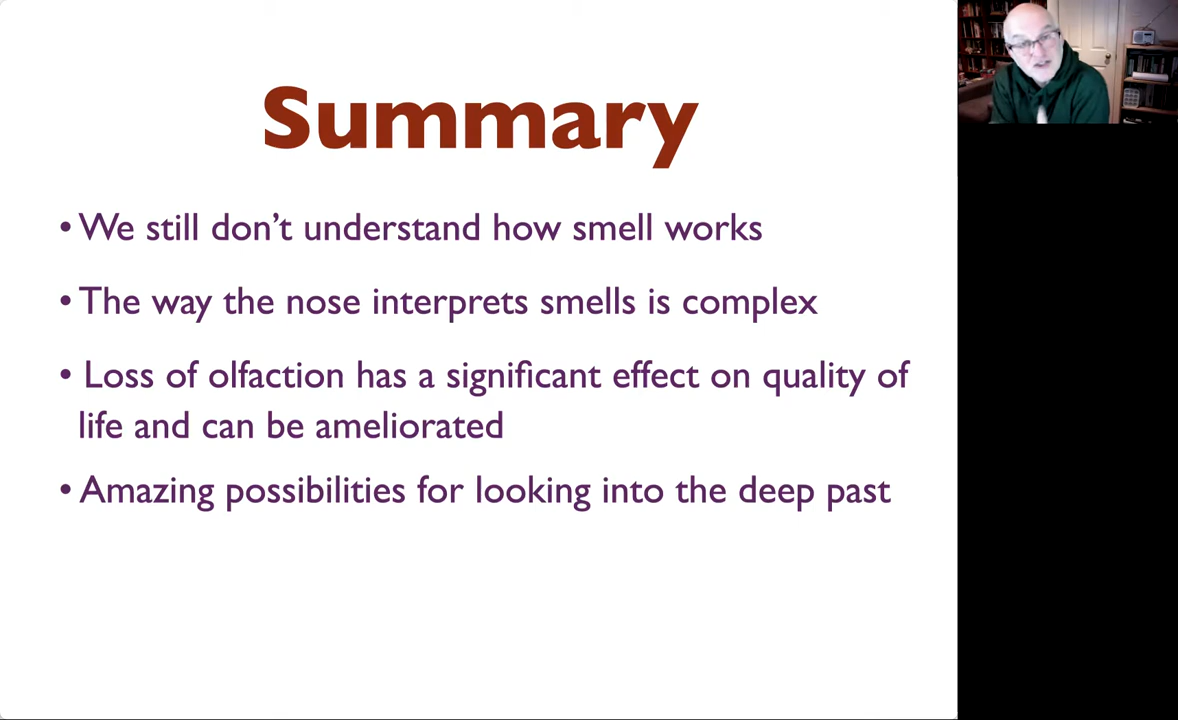 Summary
• We still don’t understand how smell works
• The way the nose interprets smells is complex
• Loss of olfaction has a significant effect on quality of
life and can be ameliorated
• Amazing possibilities for looking into the deep past